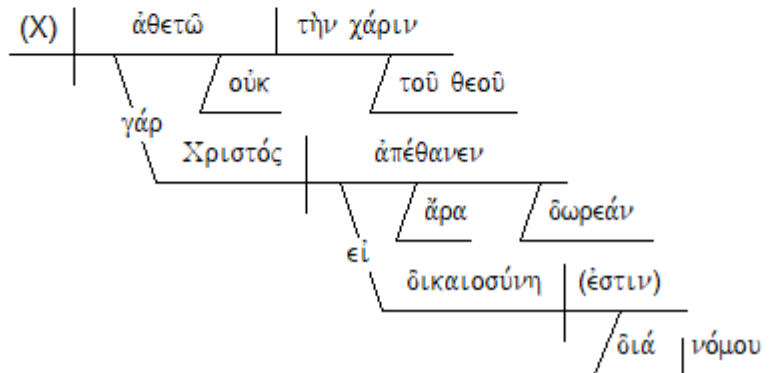 (X) ἀθετῶ τὴν χάριν
οὐκ τοῦ θεοῦ
γάρ
Χριστός ἀπέθανεν
ἄρα δωρεάν
εἰ
δικαιοσύνη (ἐστιν)
διά νόμου